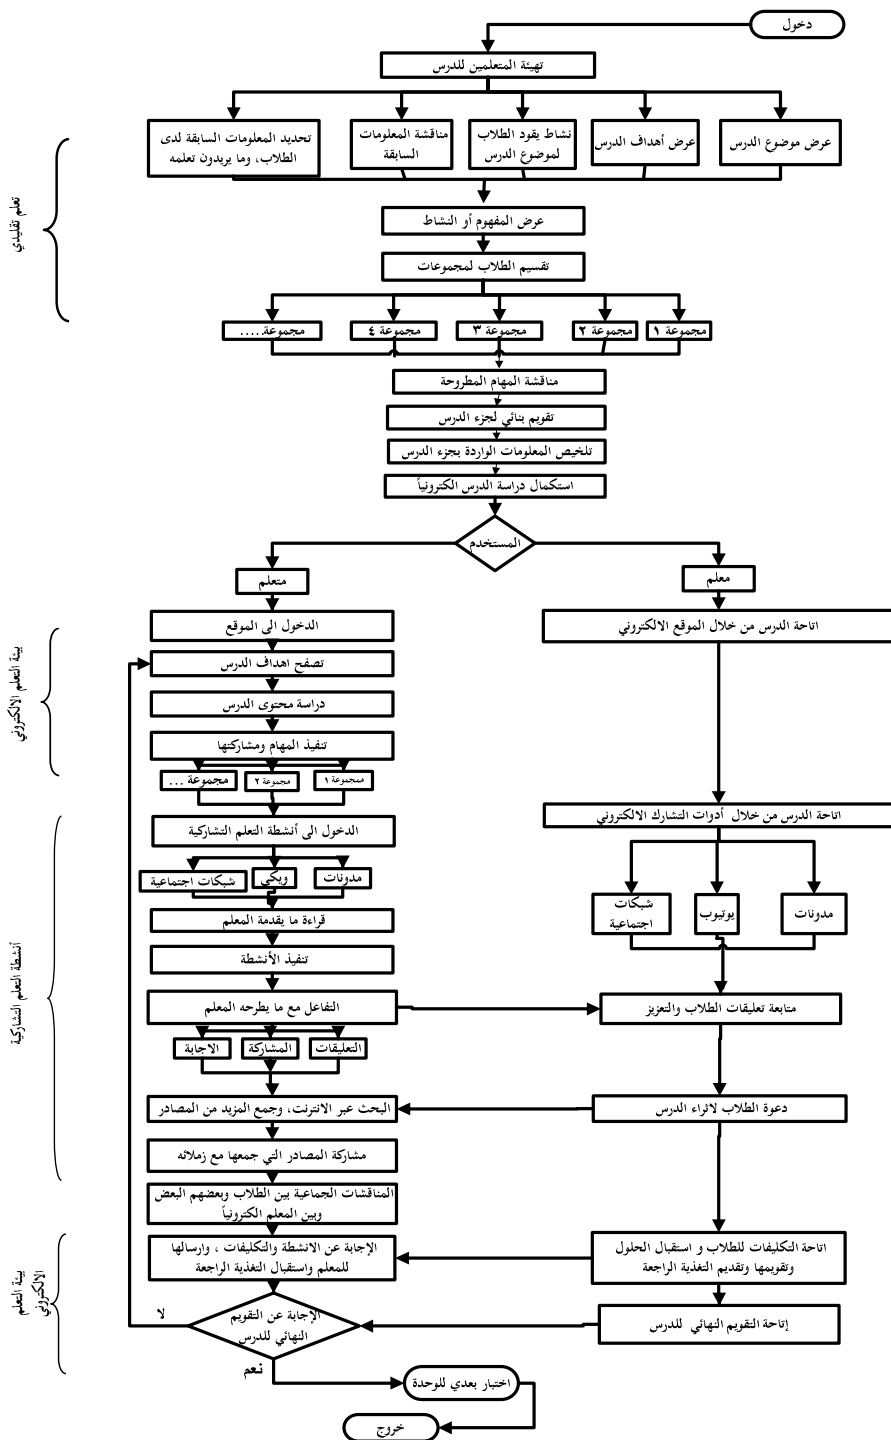 دخول
تهيئة المتعلمين للدرس
عرض موضوع الدرس
عرض أهداف الدرس
نشاط يقود الطلاب
لموضوع الدرس
مناقشة المعلومات
السابقة
تحديد المعلومات السابقة لدى
الطلاب، وما يريدون تعلمه
تعلم تقليدي
عرض المفهوم أو النشاط
تقسيم الطلاب لمجموعات
مجموعة ١
مجموعة ٢
مجموعة ٣
مجموعة ٤
مجموعة.....
مناقشة المهام المطروحة
تقويم بنائي لجزء الدرس
تلخيص المعلومات الواردة بجزء الدرس
استكمال دراسة الدرس الكترونياً
المستخدم
معلم
متعلم
اتاحة الدرس من خلال الموقع الالكتروني
الدخول الى الموقع
تصفح اهداف الدرس
دراسة محتوى الدرس
تنفيذ المهام ومشاركتها
مجموعة ١
مجموعة ٢
مجموعة ...
بيئة التعلم الالكتروني
اتاحة الدرس من خلال أدوات التشارك الالكتروني
الدخول الى أنشطة التعلم التشاركية
مدونات
ويكي
شبكات اجتماعية
مدونات
يوتيوب
شبكات
اجتماعية
قراءة ما يقدمة المعلم
تنفيذ الأنشطة
التفاعل مع ما يطرحه المعلم
متابعة تعليقات الطلاب والتعزيز
التعليقات
المشاركة
الاجابة
أنشطة التعلم التشاركية
دعوة الطلاب لاثراء الدرس
البحث عبر الانترنت، وجمع المزيد من المصادر
مشاركة المصادر التي جمعها مع زملائه
المناقشات الجماعية بين الطلاب وبعضهم البعض
وبين المعلم الكترونياً
اتاحة التكليفات للطلاب و استقبال الحلول
وتقويمها وتقديم التغذية الراجعة
الإجابة عن الانشطة والتكليفات ، وارسالها
للمعلم واستقبال التغذية الراجعة
بيئة التعلم
الالكتروني
إتاحة التقويم النهائي للدرس
الإجابة عن التقويم
النهائي للدرس
لا
نعم
اختبار بعدي للوحدة
خروج